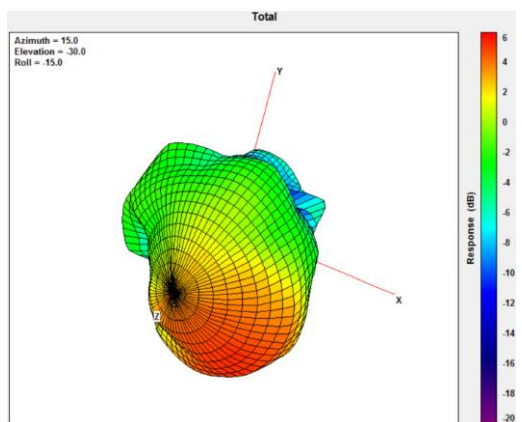 Total
Azimuth = 15.0
Elevation = -30.0
Roll = -15.0
Y
X
Z
6
4
2
0
-2
-4
-6
-8
-10
-12
-14
-16
-18
-20
Response (dB)